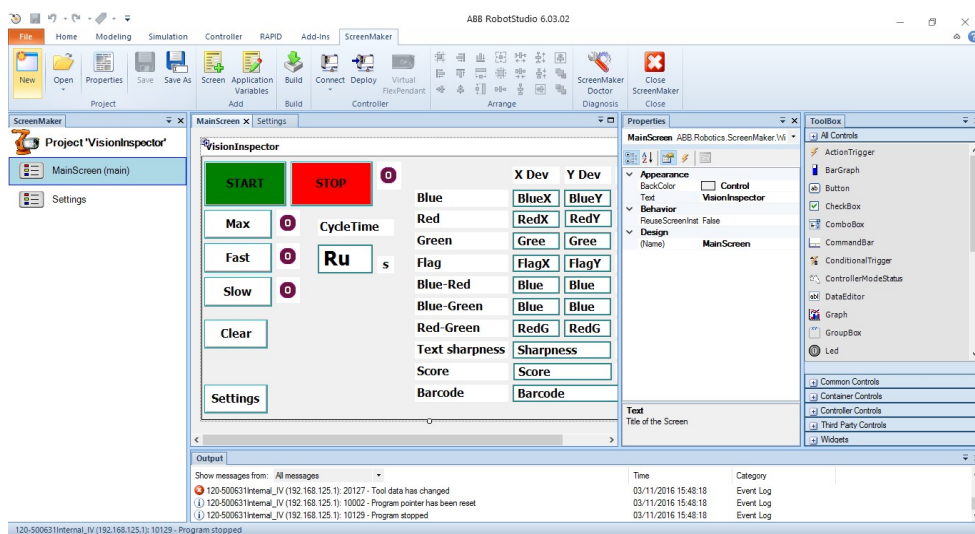 ABB RobotStudio 6.03.02
File Home Modeling Simulation Controller RAPID Add-Ins ScreenMaker
New Open Properties Save Save As Screen Application Variables Build Connect Deploy Virtual FlexPendant ScreenMaker Doctor Close ScreenMaker
Project Add Build Controller Arrange Diagnosis Close
ScreenMaker
Project 'VisionInspector'
MainScreen (main)
Settings
MainScreen Settings
VisionInspector
START STOP 0 X Dev Y Dev
Blue BlueX BlueY
Max 0 CycleTime Red RedX RedY
Green Gree Gree
Fast 0 Ru s Flag FlagX FlagY
Slow 0 Blue-Red Blue Blue
Blue-Green Blue Blue
Clear Red-Green RedG RedG
Text sharpness Sharpness
Score Score
Settings Barcode Barcode
Properties
MainScreen ABB.Robotics.ScreenMaker.Wi
Appearance
BackColor Control
Text VisionInspector
Behavior
ReuseScreenInst False
Design
(Name) MainScreen
Text
Title of the Screen
ToolBox
All Controls
ActionTrigger
BarGraph
Button
CheckBox
ComboBox
CommandBar
ConditionalTrigger
ControllerModeStatus
DataEditor
Graph
GroupBox
Led
Common Controls
Container Controls
Controller Controls
Third Party Controls
Widgets
Output
Show messages from: All messages Time Category
120-500631Internal_IV (192.168.125.1): 20127 - Tool data has changed 03/11/2016 15:48:18 Event Log
120-500631Internal_IV (192.168.125.1): 10002 - Program pointer has been reset 03/11/2016 15:48:18 Event Log
120-500631Internal_IV (192.168.125.1): 10129 - Program stopped 03/11/2016 15:48:18 Event Log
120-500631Internal_IV (192.168.125.1): 10129 - Program stopped